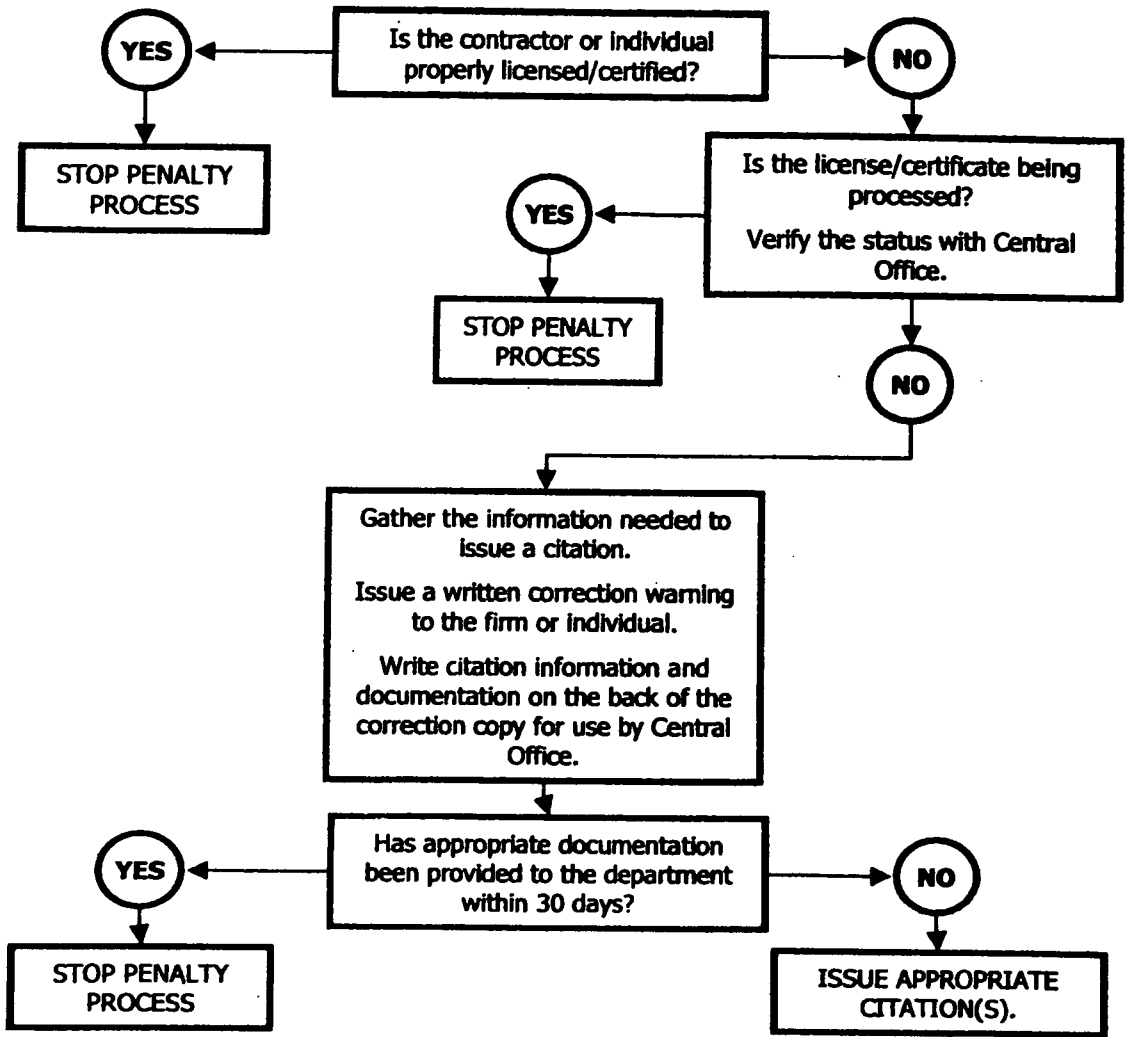 YES
Is the contractor or individual
properly licensed/certified?
NO
STOP PENALTY
PROCESS
Is the license/certificate being
processed?
Verify the status with Central
Office.
YES
STOP PENALTY
PROCESS
NO
Gather the information needed to
issue a citation.
Issue a written correction warning
to the firm or individual.
Write citation information and
documentation on the back of the
correction copy for use by Central
Office.
YES
Has appropriate documentation
been provided to the department
within 30 days?
NO
STOP PENALTY
PROCESS
ISSUE APPROPRIATE
CITATION(S).